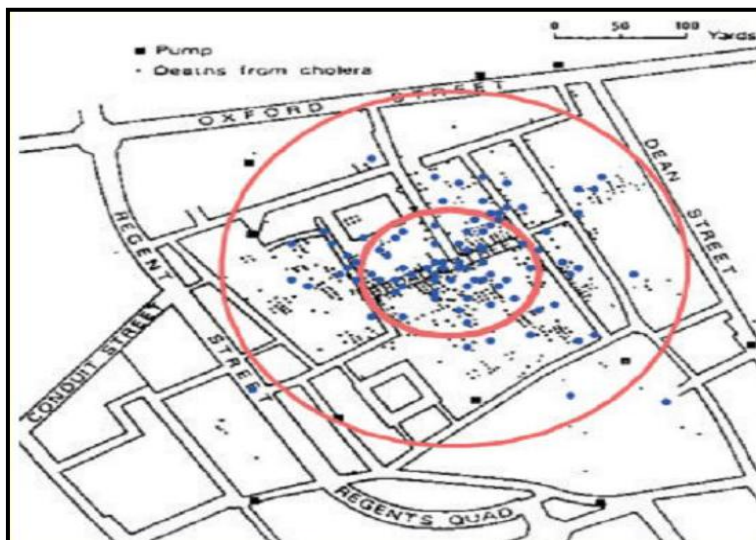 0 50 100
Yards
■ Pump
· Deaths from cholera
OXFORD STREET
DEAN STREET
REGENT STREET
CONDUIT STREET
REGENTS QUAD